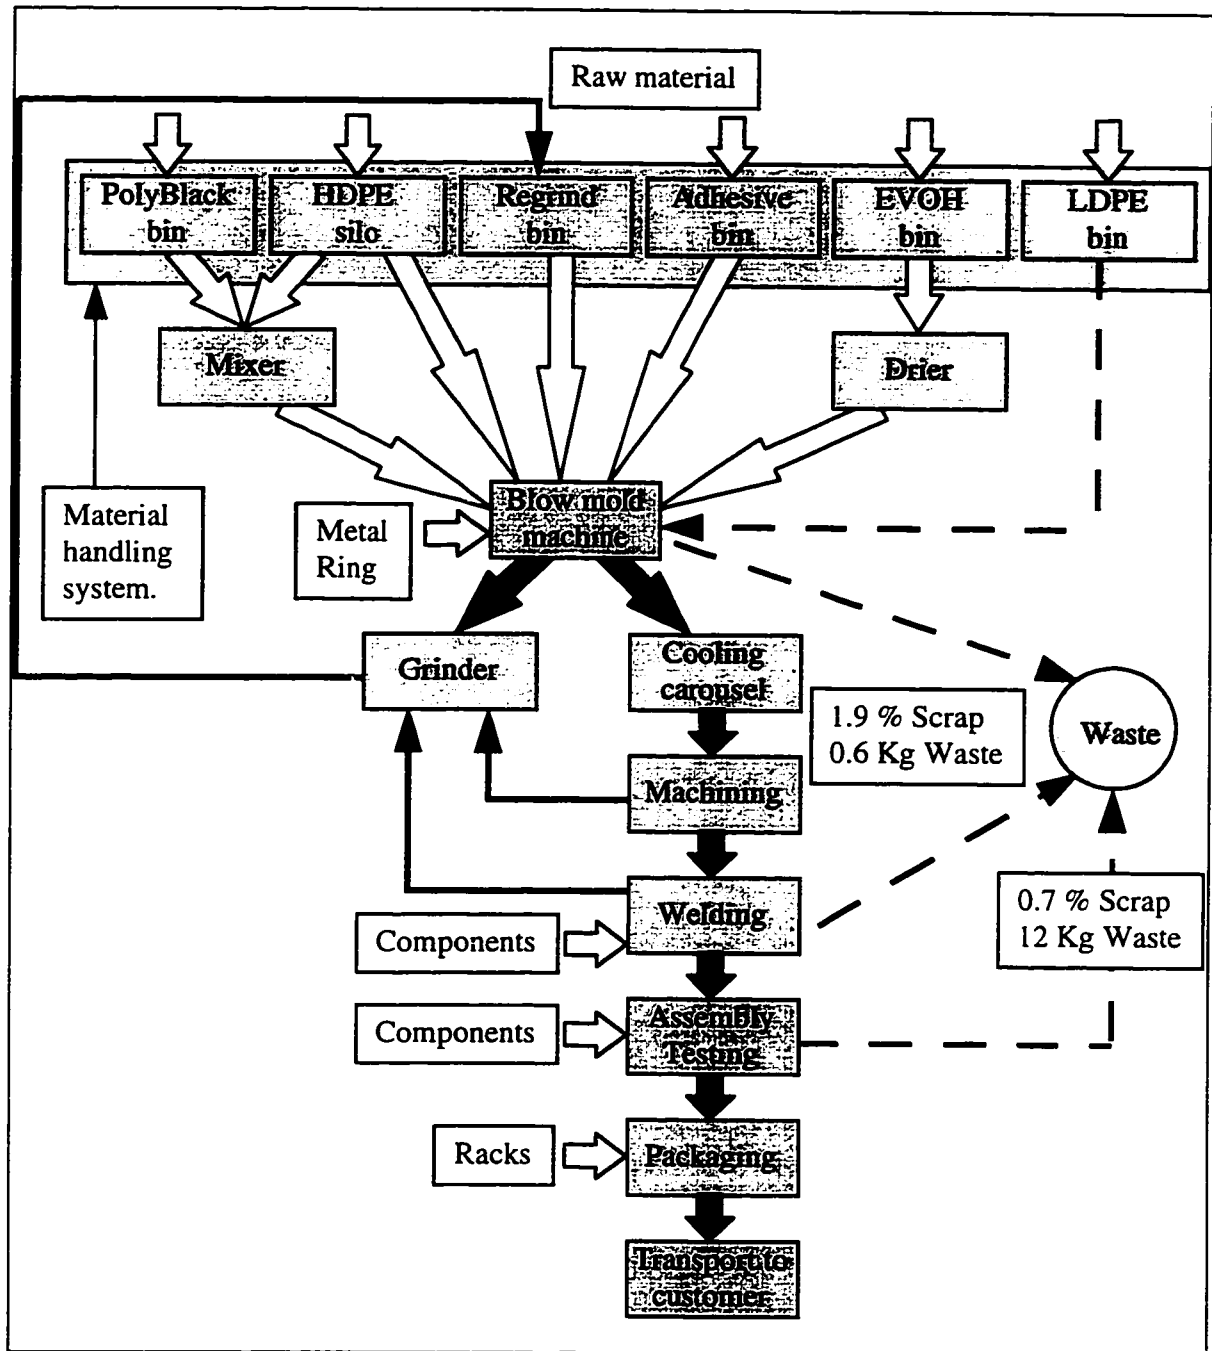 Raw material
PolyBlack
bin
HDPE
silo
Regrind
bin
Adhesive
bin
EVOH
bin
LDPE
bin
Mixer
Drier
Blow mold
machine
Material
handling
system.
Metal
Ring
Grinder
Cooling
carousel
1.9 % Scrap
0.6 Kg Waste
Waste
Machining
Welding
0.7 % Scrap
12 Kg Waste
Components
Components
Assembly
Testing
Racks
Packaging
Transport to
customer